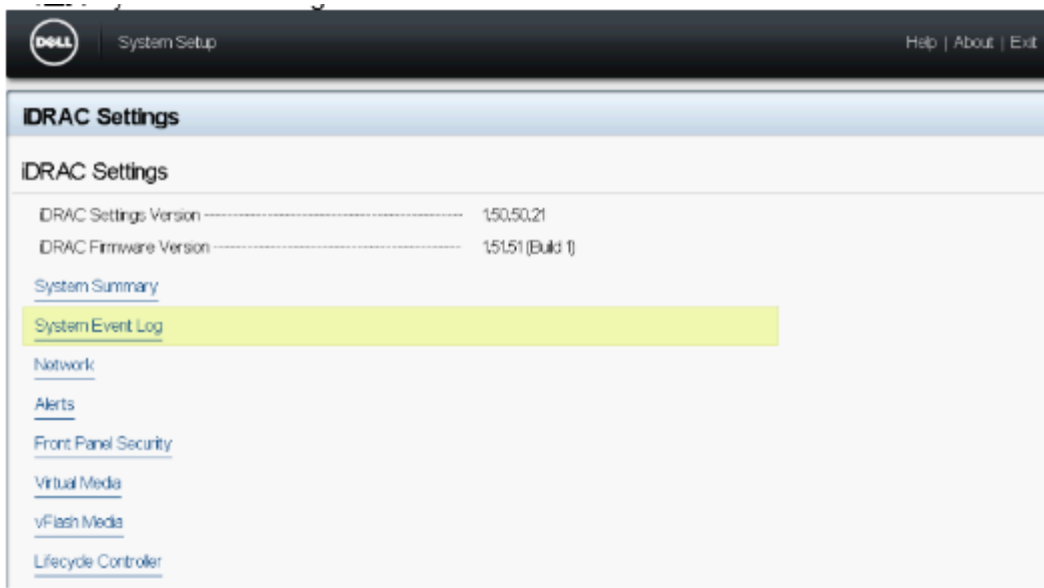 DELL System Setup Help | About | Exit
iDRAC Settings
iDRAC Settings
iDRAC Settings Version 1.50.50.21
iDRAC Firmware Version 1.51.51 (Build 1)
System Summary
System Event Log
Network
Alerts
Front Panel Security
Virtual Media
vFlash Media
Lifecycle Controller